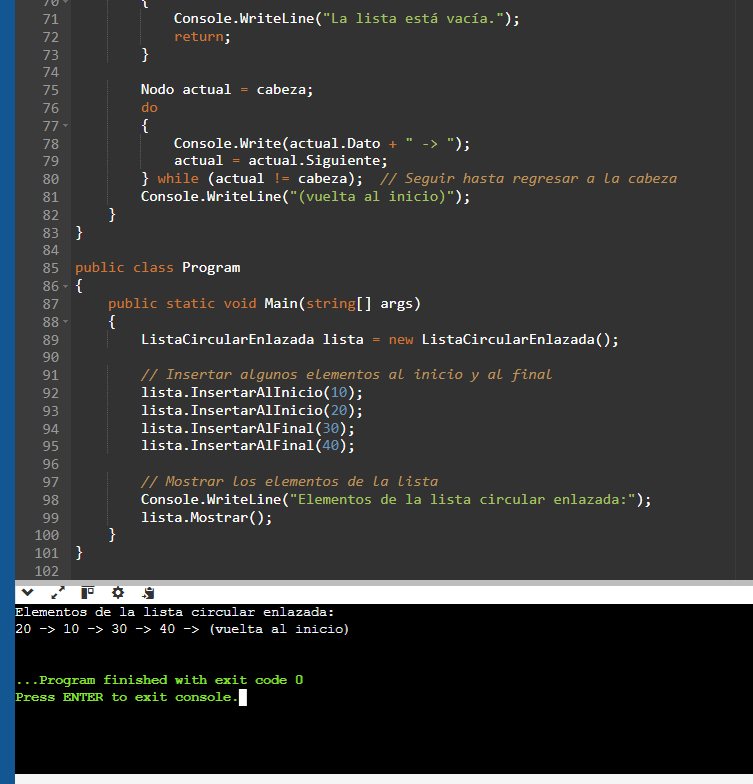 70 {
71 Console.WriteLine("La lista está vacía.");
72 return;
73 }
74
75 Nodo actual = cabeza;
76 do
77 {
78 Console.Write(actual.Dato + " -> ");
79 actual = actual.Siguiente;
80 } while (actual != cabeza);  // Seguir hasta regresar a la cabeza
81 Console.WriteLine("(vuelta al inicio)");
82 }
83 }
84
85 public class Program
86 {
87 public static void Main(string[] args)
88 {
89 ListaCircularEnlazada lista = new ListaCircularEnlazada();
90
91 // Insertar algunos elementos al inicio y al final
92 lista.InsertarAlInicio(10);
93 lista.InsertarAlInicio(20);
94 lista.InsertarAlFinal(30);
95 lista.InsertarAlFinal(40);
96
97 // Mostrar los elementos de la lista
98 Console.WriteLine("Elementos de la lista circular enlazada:");
99 lista.Mostrar();
100 }
101 }
102
Elementos de la lista circular enlazada:
20 -> 10 -> 30 -> 40 -> (vuelta al inicio)
...Program finished with exit code 0
Press ENTER to exit console.